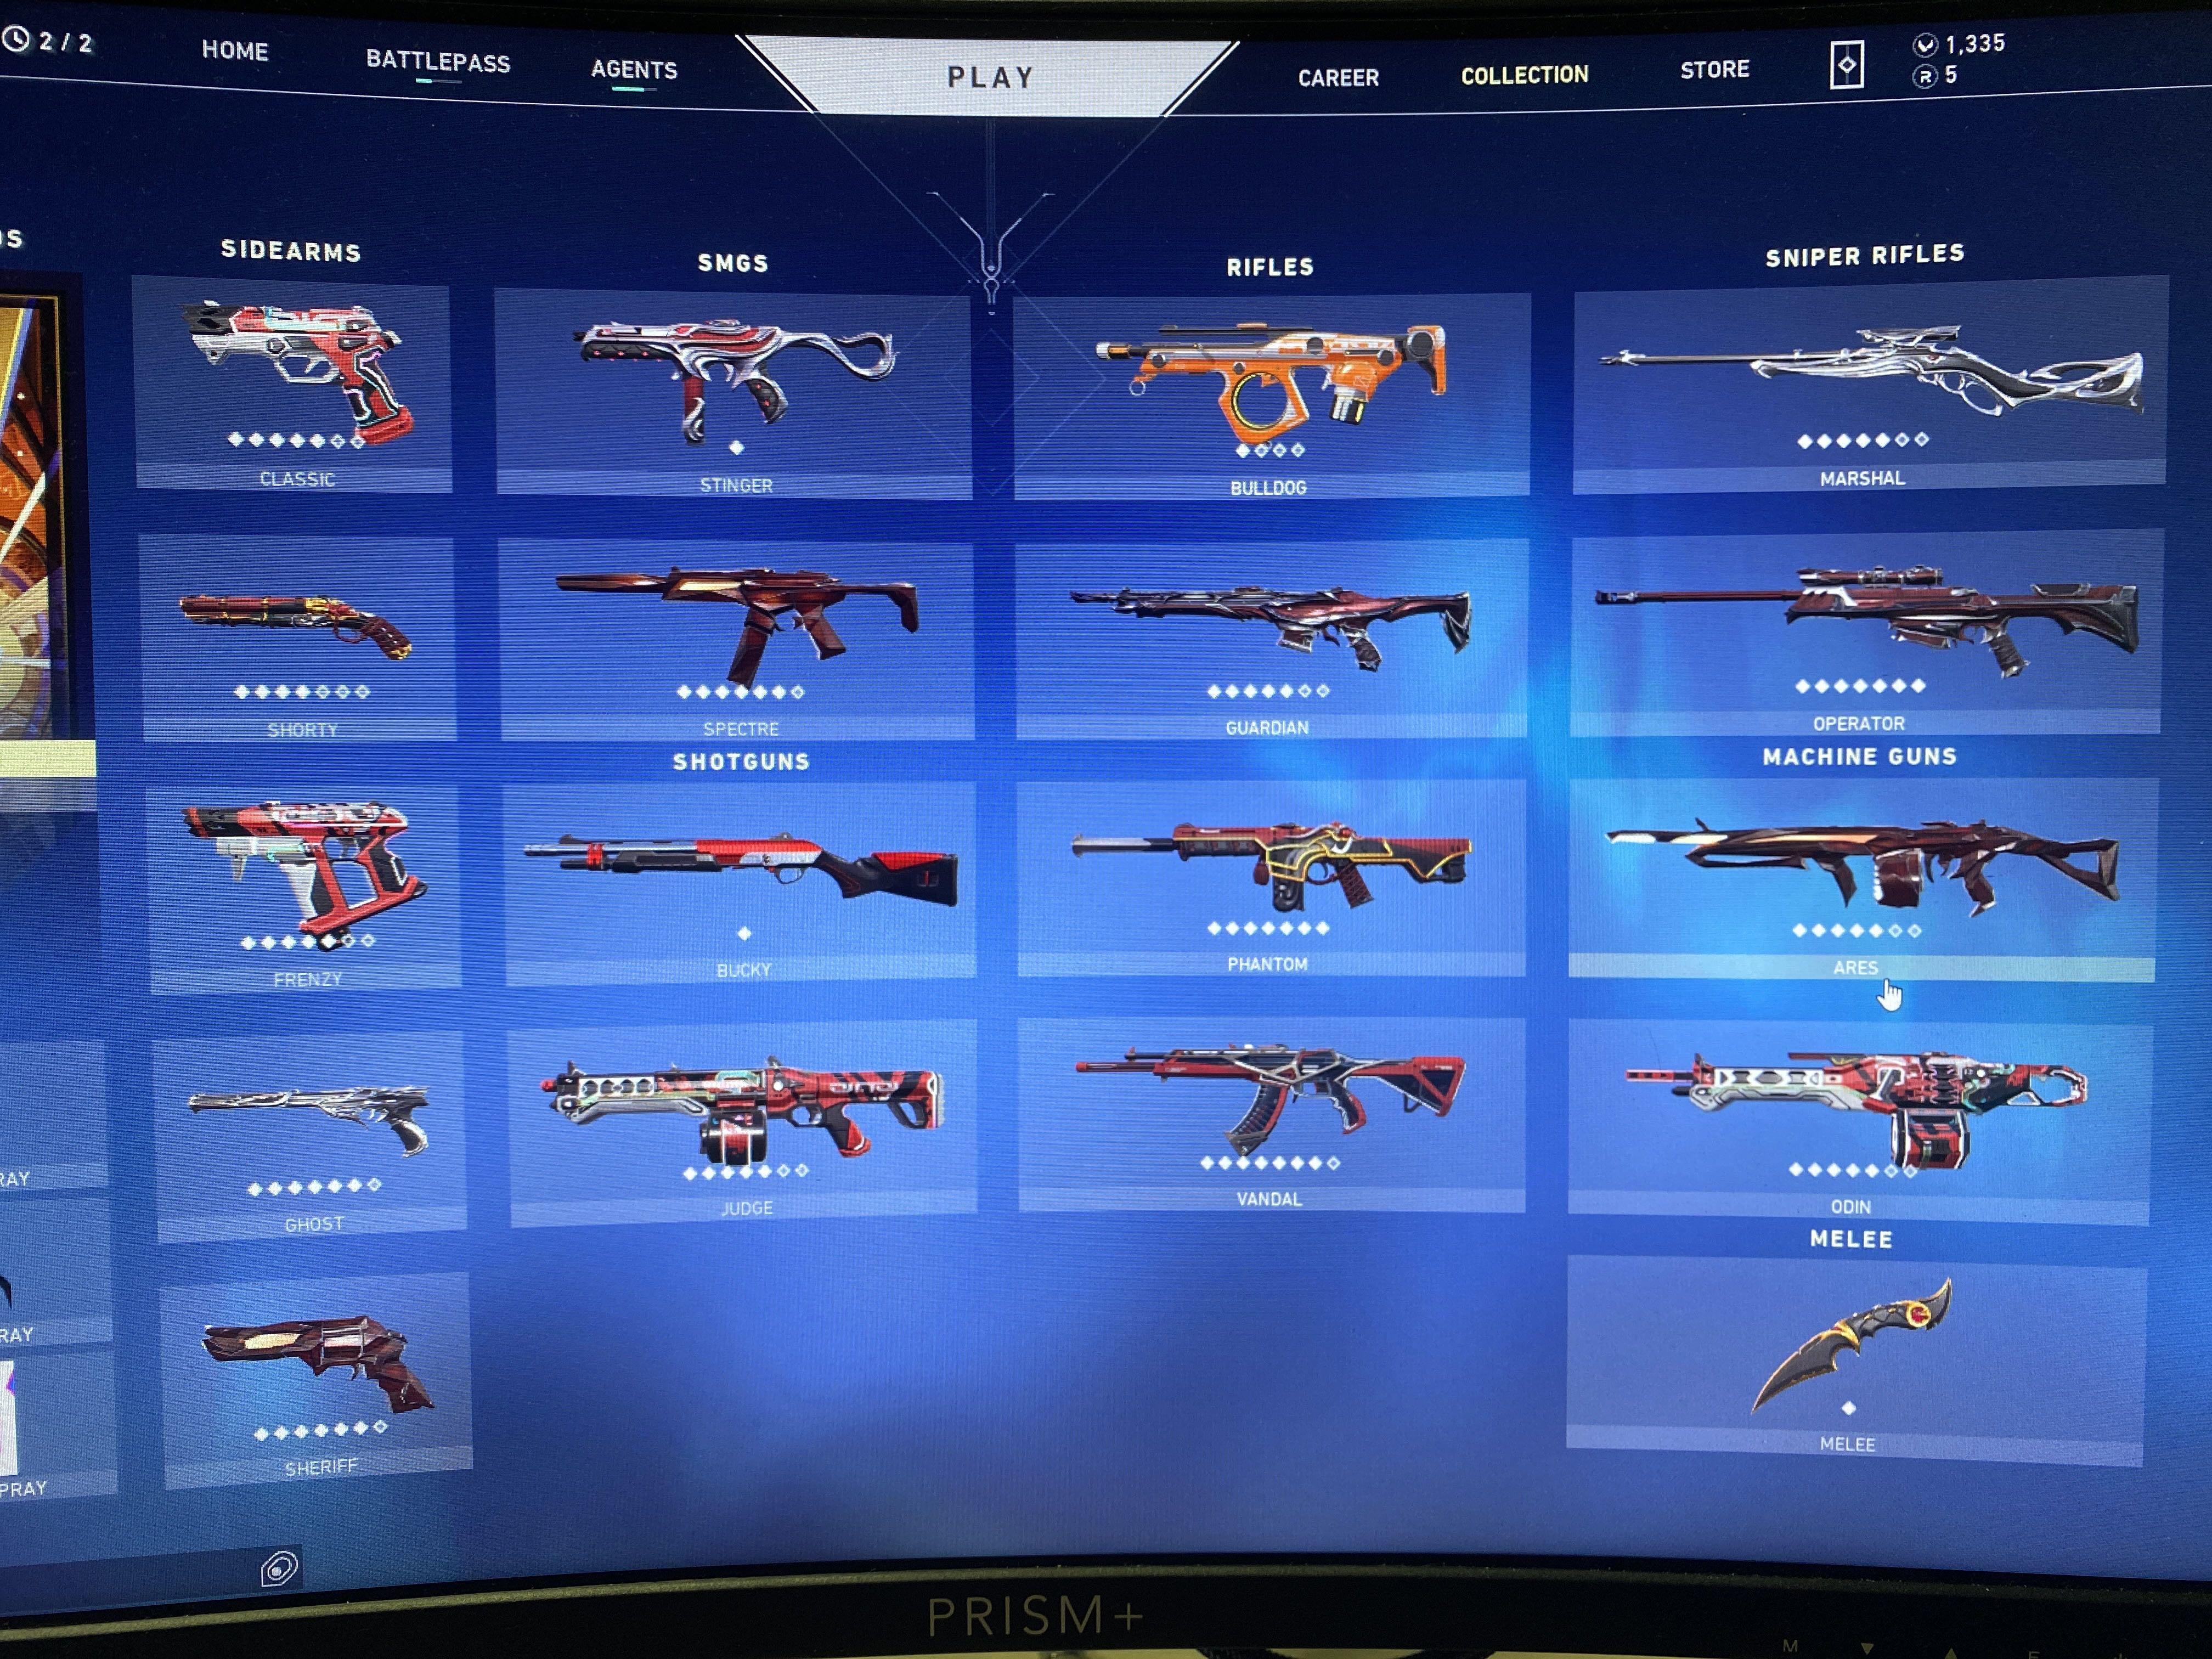 2 / 2
HOME
BATTLEPASS
AGENTS
PLAY
CAREER
COLLECTION
STORE
1,335
R 5
SIDEARMS
SMGS
RIFLES
SNIPER RIFLES
CLASSIC
STINGER
BULLDOG
MARSHAL
SHORTY
SPECTRE
GUARDIAN
OPERATOR
SHOTGUNS
MACHINE GUNS
FRENZY
BUCKY
PHANTOM
ARES
GHOST
JUDGE
VANDAL
ODIN
MELEE
SHERIFF
MELEE
RAY
RAY
PRAY
PRISM+
M